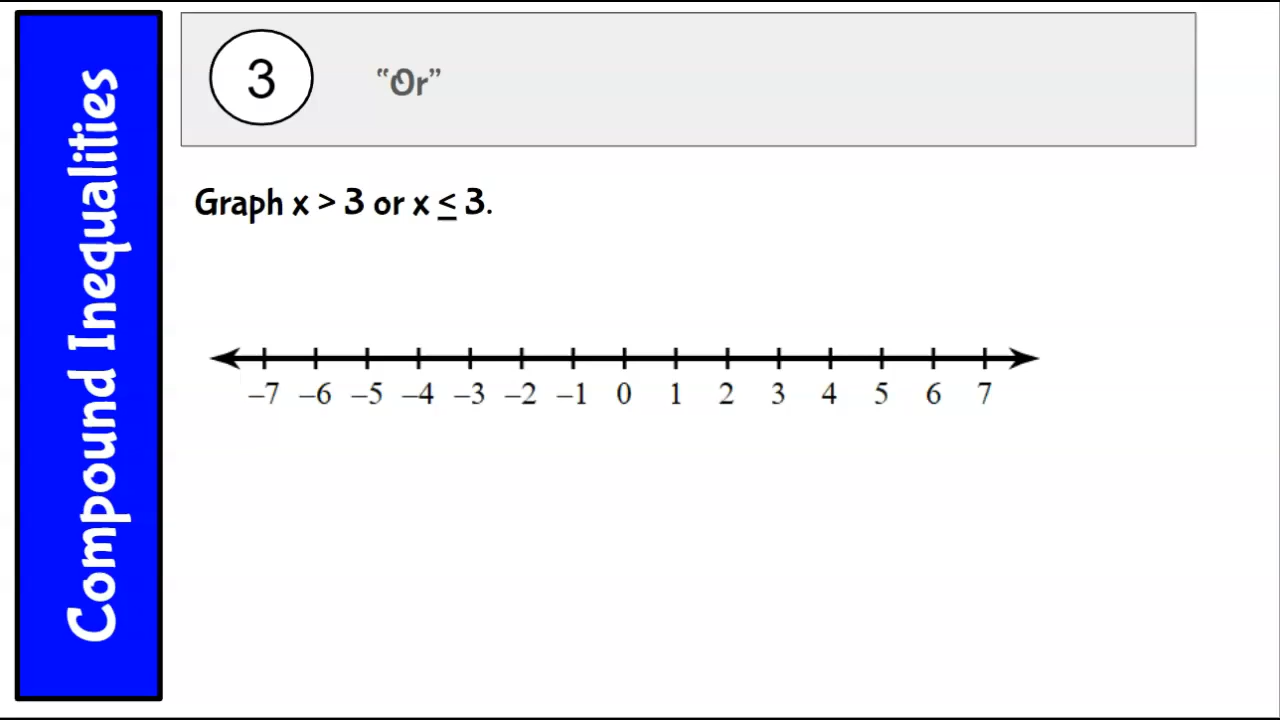 Compound Inequalities
3
“Or”
Graph x > 3 or x ≤ 3.
–7 –6 –5 –4 –3 –2 –1 0 1 2 3 4 5 6 7